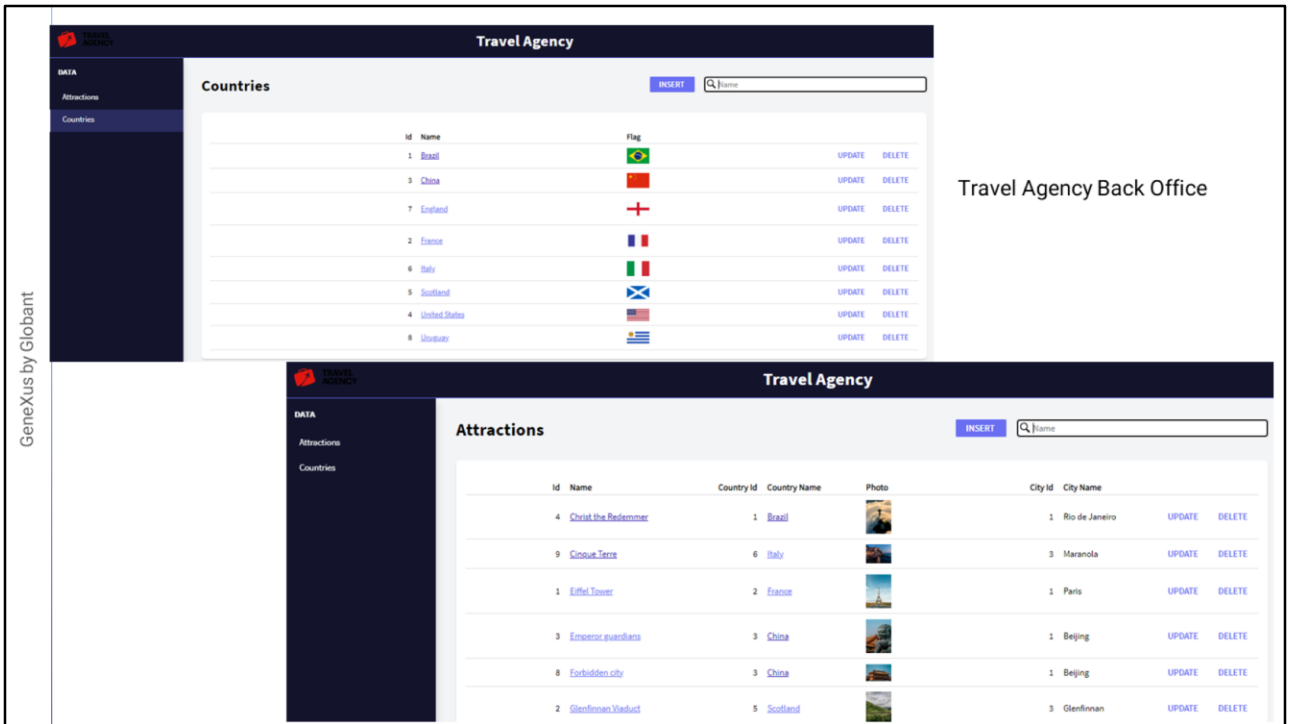 GeneXus by Globant
TRAVEL AGENCY
Travel Agency
DATA
Attractions
Countries
Countries
INSERT
Name
Id Name Flag
1 Brazil UPDATE DELETE
3 China UPDATE DELETE
7 England UPDATE DELETE
2 France UPDATE DELETE
6 Italy UPDATE DELETE
5 Scotland UPDATE DELETE
4 United States UPDATE DELETE
8 Uruguay UPDATE DELETE
Travel Agency Back Office
TRAVEL AGENCY
Travel Agency
DATA
Attractions
Countries
Attractions
INSERT
Name
Id Name Country Id Country Name Photo City Id City Name
4 Christ the Redemmer 1 Brazil 1 Rio de Janeiro UPDATE DELETE
9 Cinque Terre 6 Italy 3 Maranola UPDATE DELETE
1 Eiffel Tower 2 France 1 Paris UPDATE DELETE
3 Emperor guardians 3 China 1 Beijing UPDATE DELETE
8 Forbidden city 3 China 1 Beijing UPDATE DELETE
2 Glenfinnan Viaduct 5 Scotland 3 Glenfinnan UPDATE DELETE